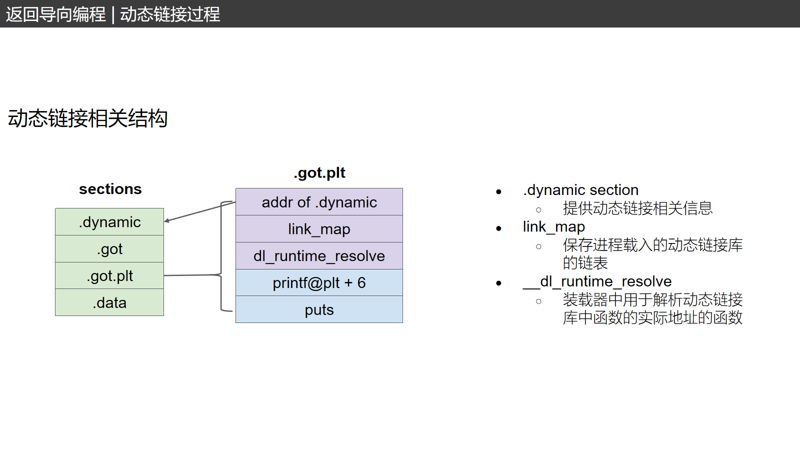 返回导向编程 | 动态链接过程
动态链接相关结构
sections
.dynamic
.got
.got.plt
.data
.got.plt
addr of .dynamic
link_map
dl_runtime_resolve
printf@plt + 6
puts
● .dynamic section
○ 提供动态链接相关信息
● link_map
○ 保存进程载入的动态链接库
的链表
● __dl_runtime_resolve
○ 装载器中用于解析动态链接
库中函数的实际地址的函数